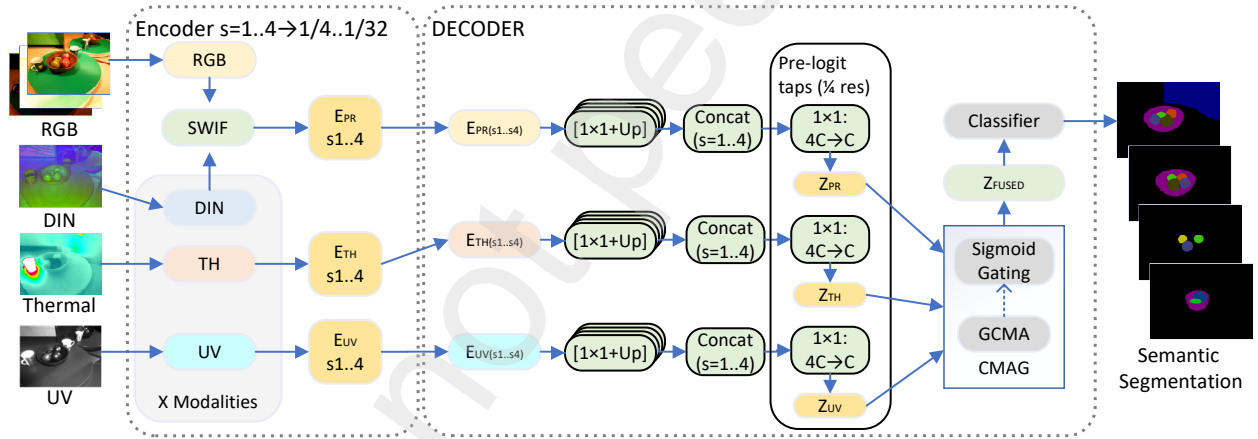 Encoder s=1..4→1/4..1/32
DECODER
RGB
RGB
SWIF
EPR
s1..4
DIN
DIN
TH
Thermal
ETH
s1..4
UV
UV
EUV
s1..4
X Modalities
EPR(s1..s4)
[1×1+Up]
Concat
(s=1..4)
Pre-logit
taps (¼ res)
1×1:
4C→C
ZPR
ETH(s1..s4)
[1×1+Up]
Concat
(s=1..4)
1×1:
4C→C
ZTH
EUV(s1..s4)
[1×1+Up]
Concat
(s=1..4)
1×1:
4C→C
ZUV
Classifier
ZFUSED
Sigmoid
Gating
GCMA
CMAG
Semantic
Segmentation
not pe